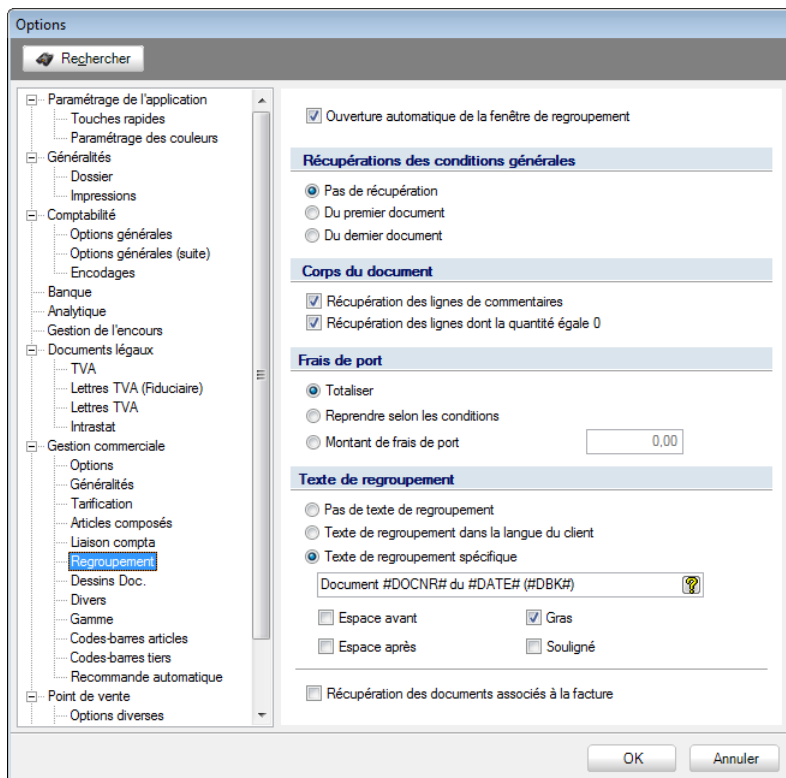 Options
Rechercher
Paramétrage de l'application
Touches rapides
Paramétrage des couleurs
Généralités
Dossier
Impressions
Comptabilité
Options générales
Options générales (suite)
Encodages
Banque
Analytique
Gestion de l'encours
Documents légaux
TVA
Lettres TVA (Fiduciaire)
Lettres TVA
Intrastat
Gestion commerciale
Options
Généralités
Tarification
Articles composés
Liaison compta
Regroupement
Dessins Doc.
Divers
Gamme
Codes-barres articles
Codes-barres tiers
Recommande automatique
Point de vente
Options diverses
Ouverture automatique de la fenêtre de regroupement
Récupérations des conditions générales
Pas de récupération
Du premier document
Du dernier document
Corps du document
Récupération des lignes de commentaires
Récupération des lignes dont la quantité égale 0
Frais de port
Totaliser
Reprendre selon les conditions
Montant de frais de port 0,00
Texte de regroupement
Pas de texte de regroupement
Texte de regroupement dans la langue du client
Texte de regroupement spécifique
Document #DOCNR# du #DATE# (#DBK#) ?
Espace avant Gras
Espace après Souligné
Récupération des documents associés à la facture
OK Annuler